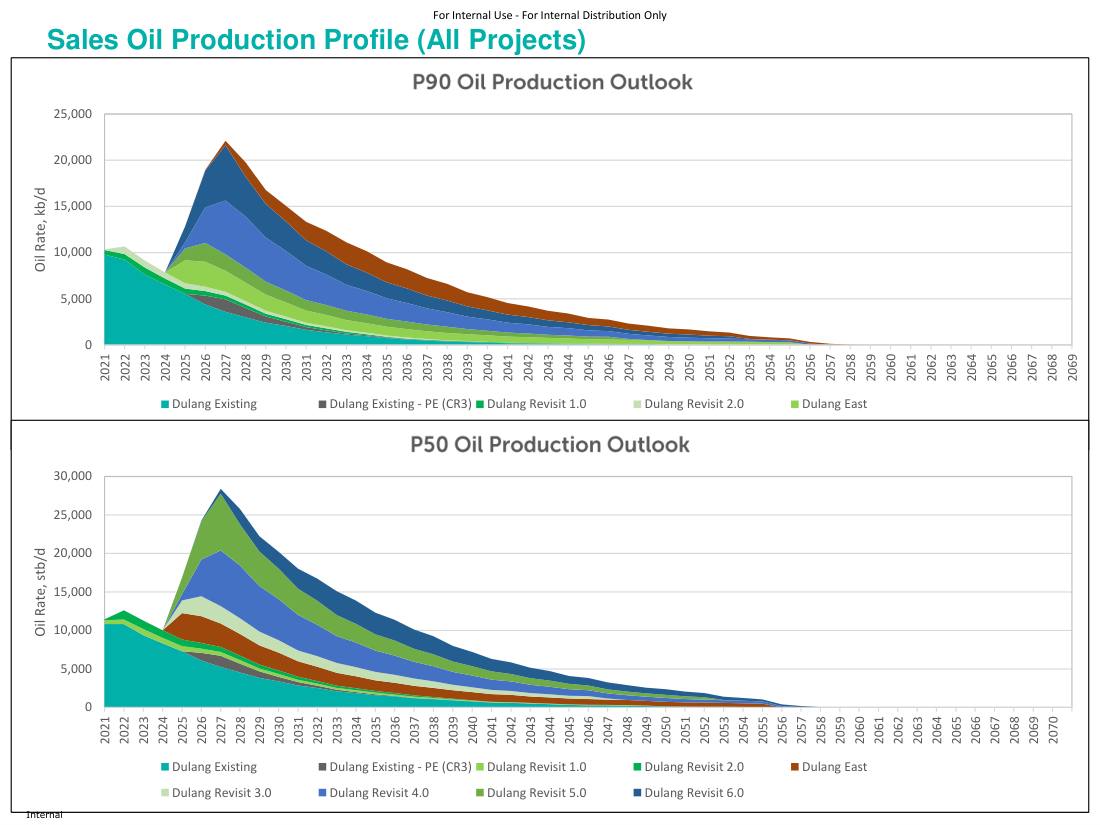 For Internal Use - For Internal Distribution Only
Sales Oil Production Profile (All Projects)
P90 Oil Production Outlook
Oil Rate, kb/d
25,000
20,000
15,000
10,000
5,000
0
2021 2022 2023 2024 2025 2026 2027 2028 2029 2030 2031 2032 2033 2034 2035 2036 2037 2038 2039 2040 2041 2042 2043 2044 2045 2046 2047 2048 2049 2050 2051 2052 2053 2054 2055 2056 2057 2058 2059 2060 2061 2062 2063 2064 2065 2066 2067 2068 2069
Dulang Existing Dulang Existing - PE (CR3) Dulang Revisit 1.0 Dulang Revisit 2.0 Dulang East
P50 Oil Production Outlook
Oil Rate, stb/d
30,000
25,000
20,000
15,000
10,000
5,000
0
2021 2022 2023 2024 2025 2026 2027 2028 2029 2030 2031 2032 2033 2034 2035 2036 2037 2038 2039 2040 2041 2042 2043 2044 2045 2046 2047 2048 2049 2050 2051 2052 2053 2054 2055 2056 2057 2058 2059 2060 2061 2062 2063 2064 2065 2066 2067 2068 2069 2070
Dulang Existing Dulang Existing - PE (CR3) Dulang Revisit 1.0 Dulang Revisit 2.0 Dulang East
Dulang Revisit 3.0 Dulang Revisit 4.0 Dulang Revisit 5.0 Dulang Revisit 6.0
Internal